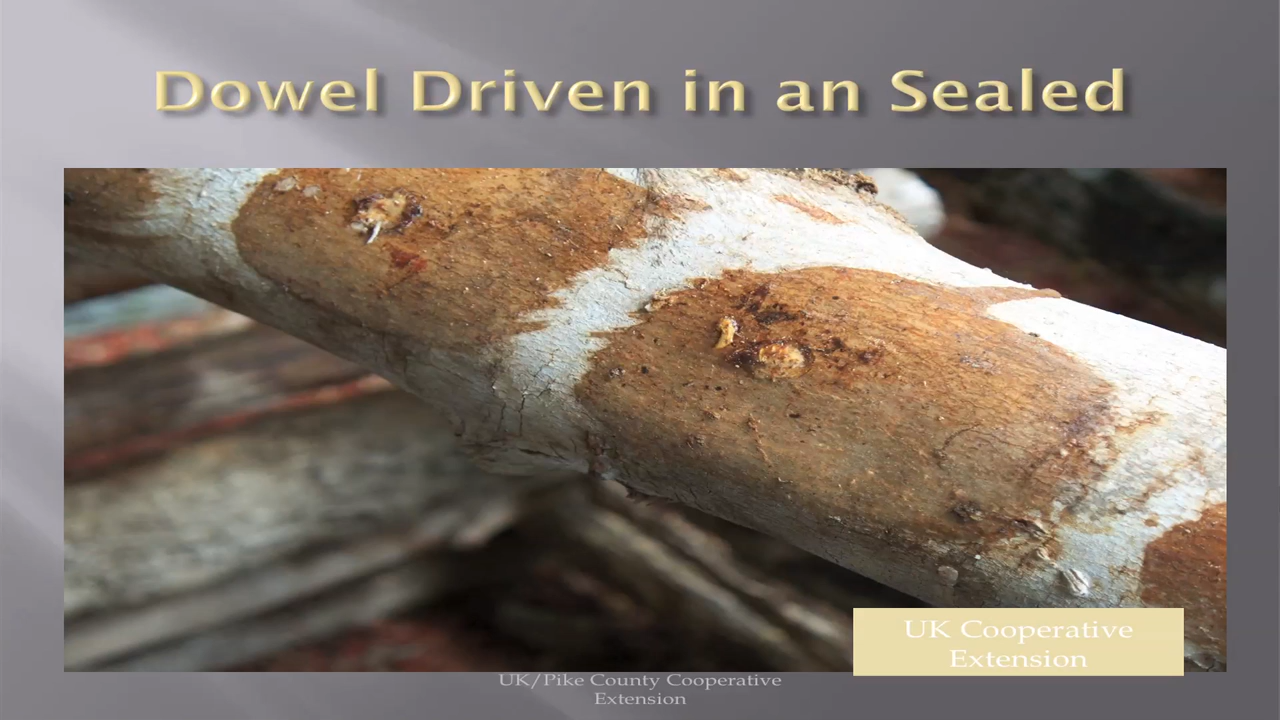 Dowel Driven in an Sealed
UK Cooperative
Extension
UK/Pike County Cooperative
Extension